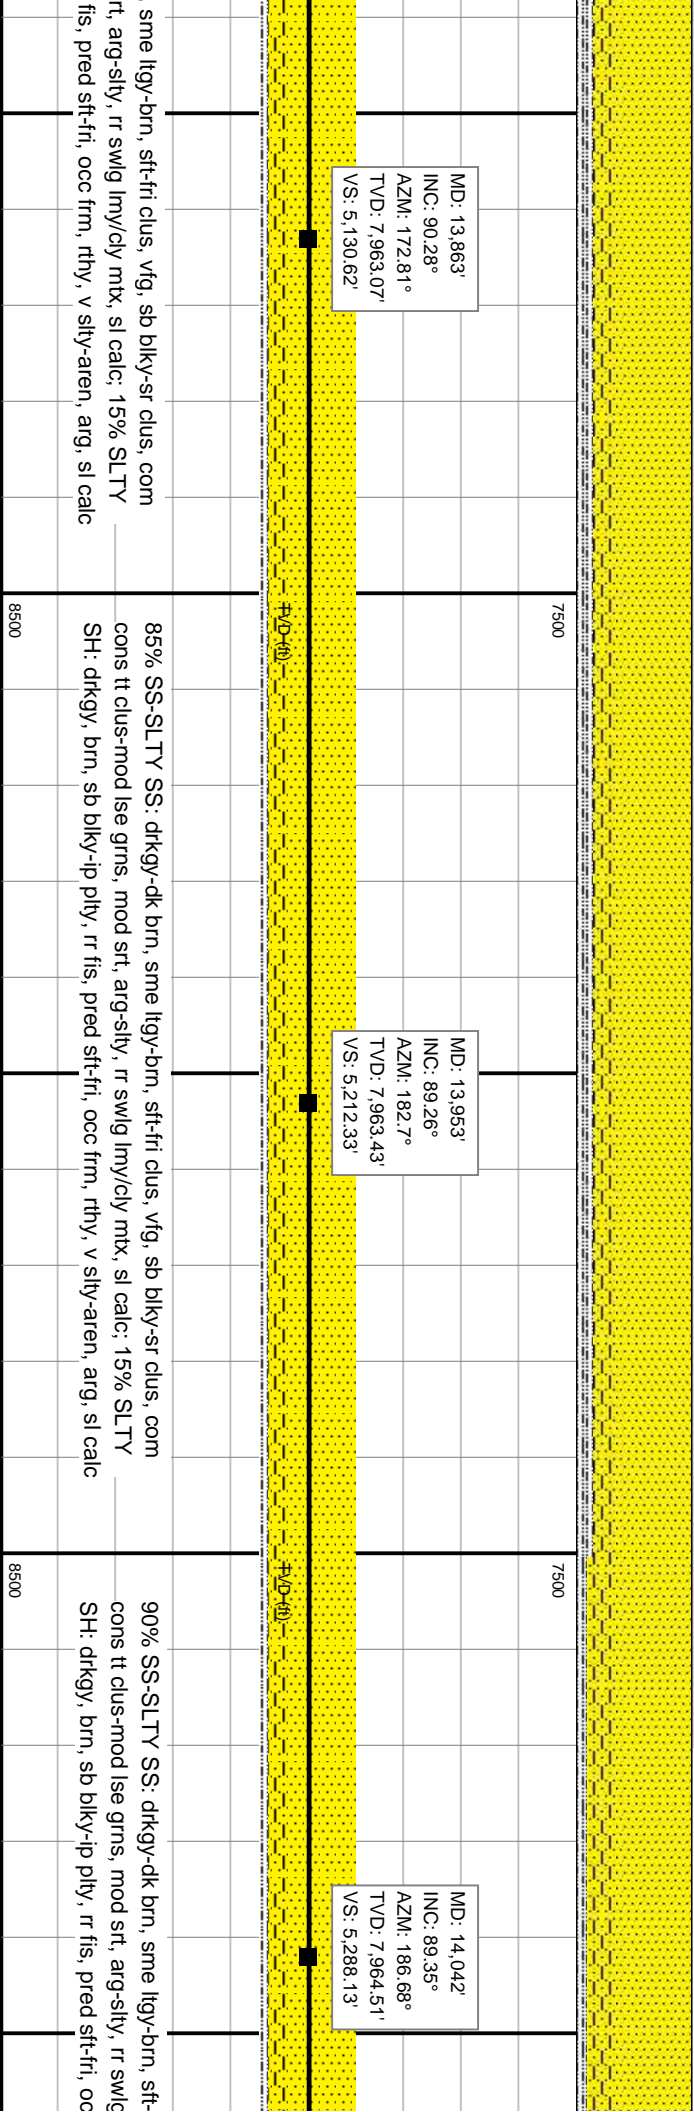 , sme ltgy-brn, sft-fri clus, vfg, sb blky-sr clus, com
rt, arg-slty, rr swlg lmy/cly mtx, sl calc; 15% SLTY
fis, pred sft-fri, occ frm, rthy, v slty-aren, arg, sl calc
MD: 13,863'
INC: 90.28°
AZM: 172.81°
TVD: 7,963.07'
VS: 5,130.62'
7500
TVD (ft)
8500
85% SS-SLTY SS: drkgy-dk brn, sme ltgy-brn, sft-fri clus, vfg, sb blky-sr clus, com
cons tt clus-mod lse grns, mod srt, arg-slty, rr swlg lmy/cly mtx, sl calc; 15% SLTY
SH: drkgy, brn, sb blky-ip plty, rr fis, pred sft-fri, occ frm, rthy, v slty-aren, arg, sl calc
MD: 13,953'
INC: 89.26°
AZM: 182.7°
TVD: 7,963.43'
VS: 5,212.33'
7500
TVD (ft)
8500
90% SS-SLTY SS: drkgy-dk brn, sme ltgy-brn, sft-
cons tt clus-mod lse grns, mod srt, arg-slty, rr swlg
SH: drkgy, brn, sb blky-ip plty, rr fis, pred sft-fri, oc
MD: 14,042'
INC: 89.35°
AZM: 186.68°
TVD: 7,964.51'
VS: 5,288.13'